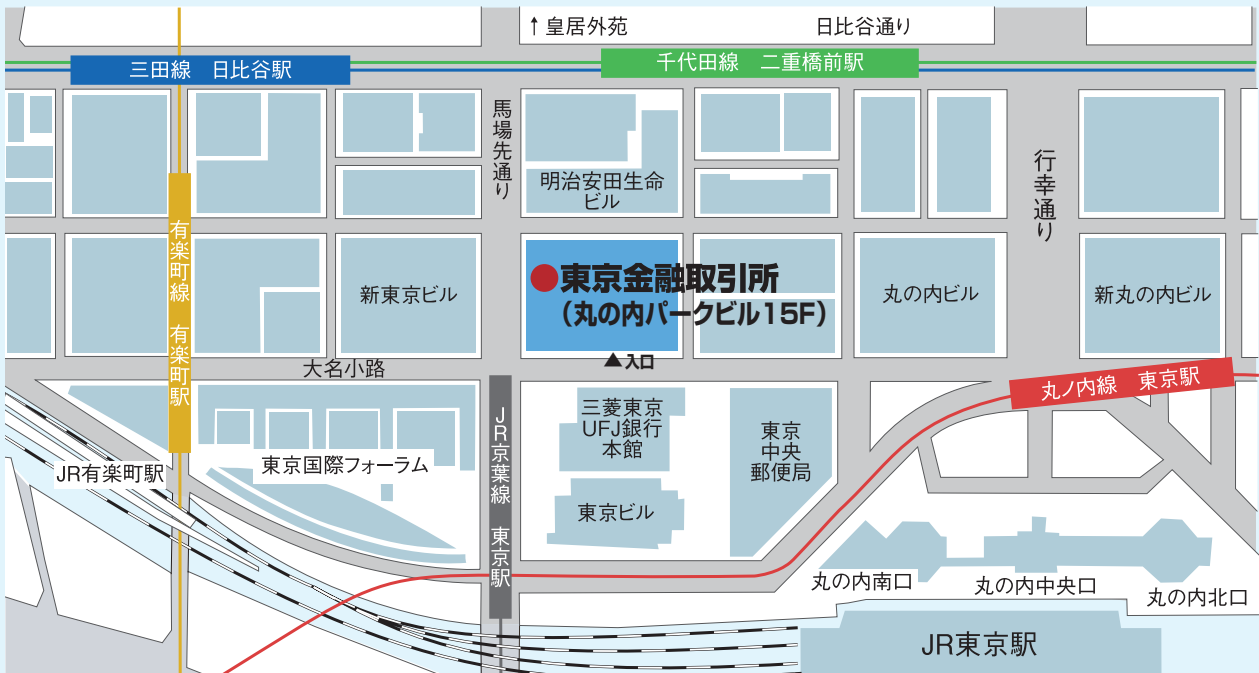 ↑ 皇居外苑
日比谷通り
三田線 日比谷駅
千代田線 二重橋前駅
馬場先通り
行幸通り
明治安田生命
ビル
有楽町線 有楽町駅
新東京ビル
東京金融取引所
(丸の内パークビル15F)
丸の内ビル
新丸の内ビル
▲入口
大名小路
丸ノ内線 東京駅
JR京葉線 東京駅
三菱東京
UFJ銀行
本館
東京
中央
郵便局
JR有楽町駅
東京国際フォーラム
東京ビル
丸の内南口
丸の内中央口
丸の内北口
JR東京駅